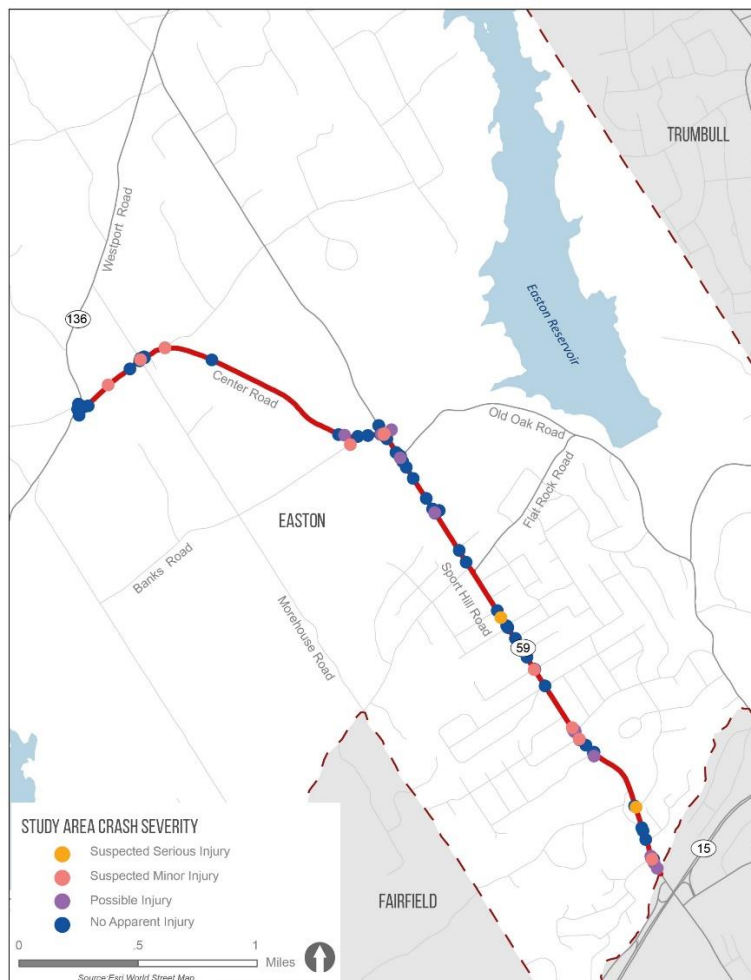 TRUMBULL
Westport Road
136
Easton Reservoir
Center Road
Old Oak Road
Flat Rock Road
EASTON
Banks Road
Sport Hill Road
Morehouse Road
59
STUDY AREA CRASH SEVERITY
Suspected Serious Injury
Suspected Minor Injury
Possible Injury
No Apparent Injury
15
FAIRFIELD
0 .5 1
Miles
Source:Esri World Street Map